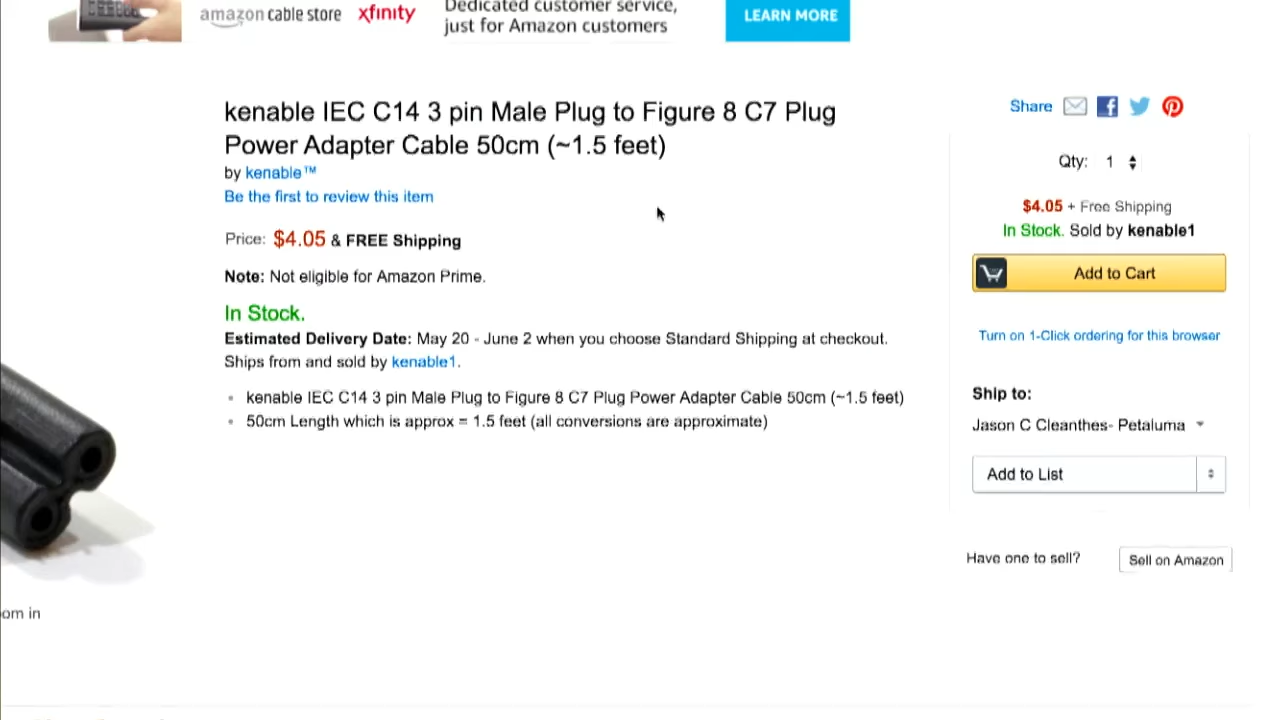 amazon cable store xfinity
Dedicated customer service,
just for Amazon customers
LEARN MORE
kenable IEC C14 3 pin Male Plug to Figure 8 C7 Plug
Power Adapter Cable 50cm (~1.5 feet)
by kenable™
Be the first to review this item
Price: $4.05 & FREE Shipping
Note: Not eligible for Amazon Prime.
In Stock.
Estimated Delivery Date: May 20 - June 2 when you choose Standard Shipping at checkout.
Ships from and sold by kenable1.
kenable IEC C14 3 pin Male Plug to Figure 8 C7 Plug Power Adapter Cable 50cm (~1.5 feet)
50cm Length which is approx = 1.5 feet (all conversions are approximate)
om in
Share
Qty: 1
$4.05 + Free Shipping
In Stock. Sold by kenable1
Add to Cart
Turn on 1-Click ordering for this browser
Ship to:
Jason C Cleanthes- Petaluma
Add to List
Have one to sell?
Sell on Amazon